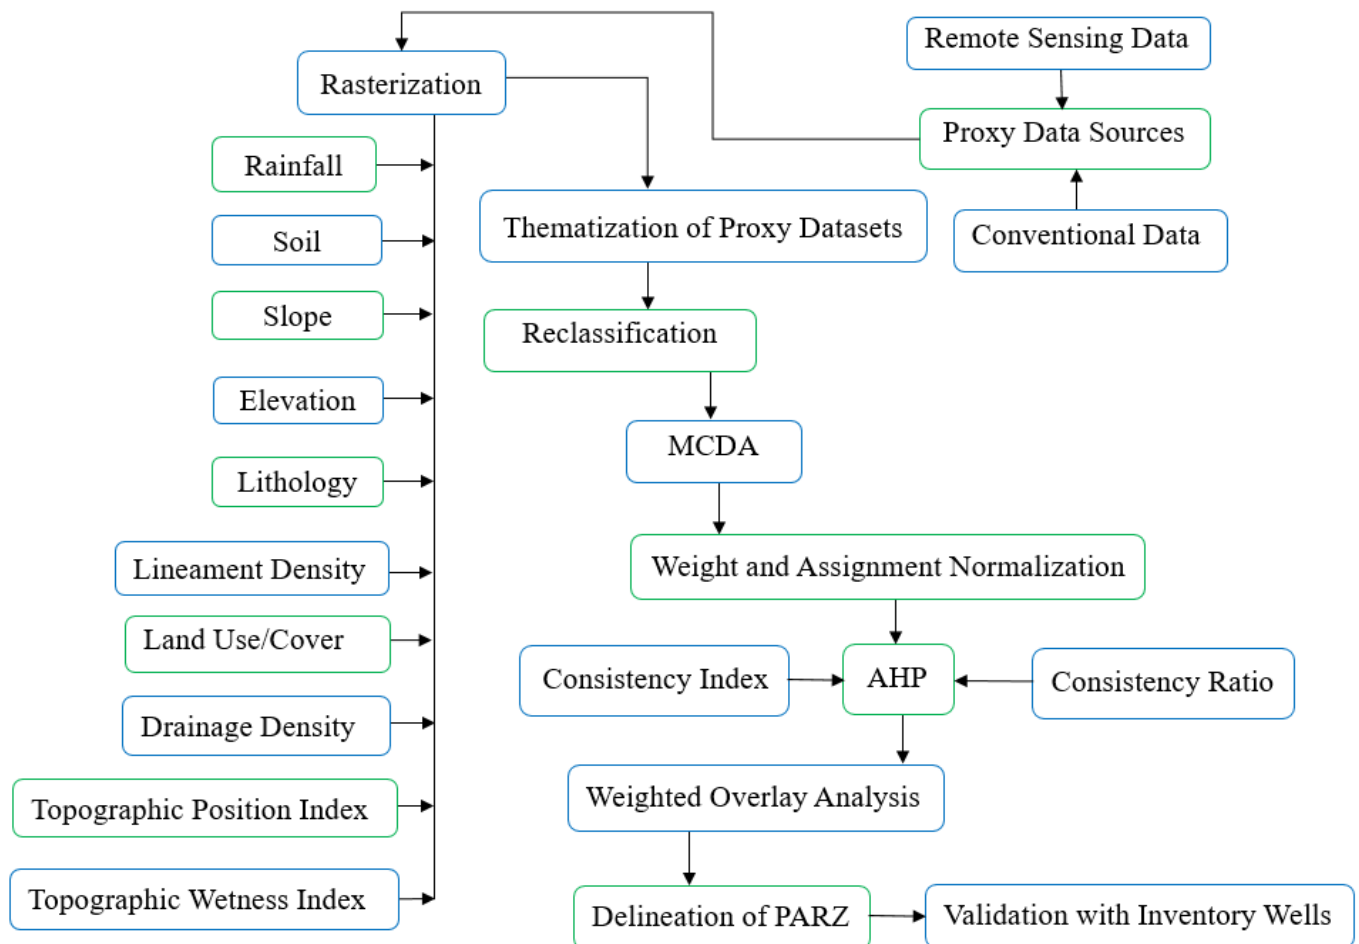 Remote Sensing Data
Rasterization
Proxy Data Sources
Rainfall
Thematization of Proxy Datasets
Conventional Data
Soil
Slope
Reclassification
Elevation
MCDA
Lithology
Lineament Density
Weight and Assignment Normalization
Land Use/Cover
Consistency Index
AHP
Consistency Ratio
Drainage Density
Weighted Overlay Analysis
Topographic Position Index
Topographic Wetness Index
Delineation of PARZ
Validation with Inventory Wells